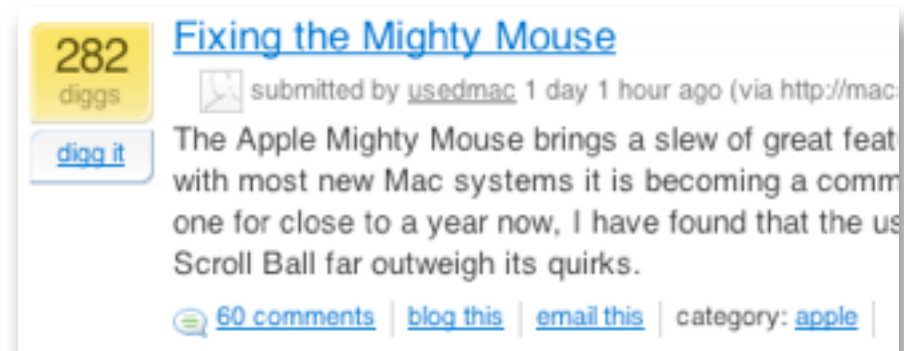 282
diggs
digg it
Fixing the Mighty Mouse
submitted by usedmac 1 day 1 hour ago (via http://mac
The Apple Mighty Mouse brings a slew of great feat
with most new Mac systems it is becoming a comm
one for close to a year now, I have found that the us
Scroll Ball far outweigh its quirks.
60 comments | blog this | email this | category: apple |